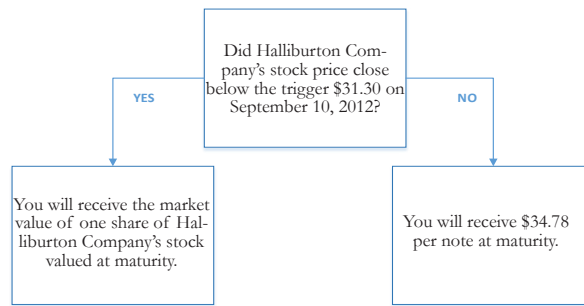 Did Halliburton Com-
pany's stock price close
below the trigger $31.30 on
September 10, 2012?
YES
NO
You will receive the market
value of one share of Hal-
liburton Company's stock
valued at maturity.
You will receive $34.78
per note at maturity.